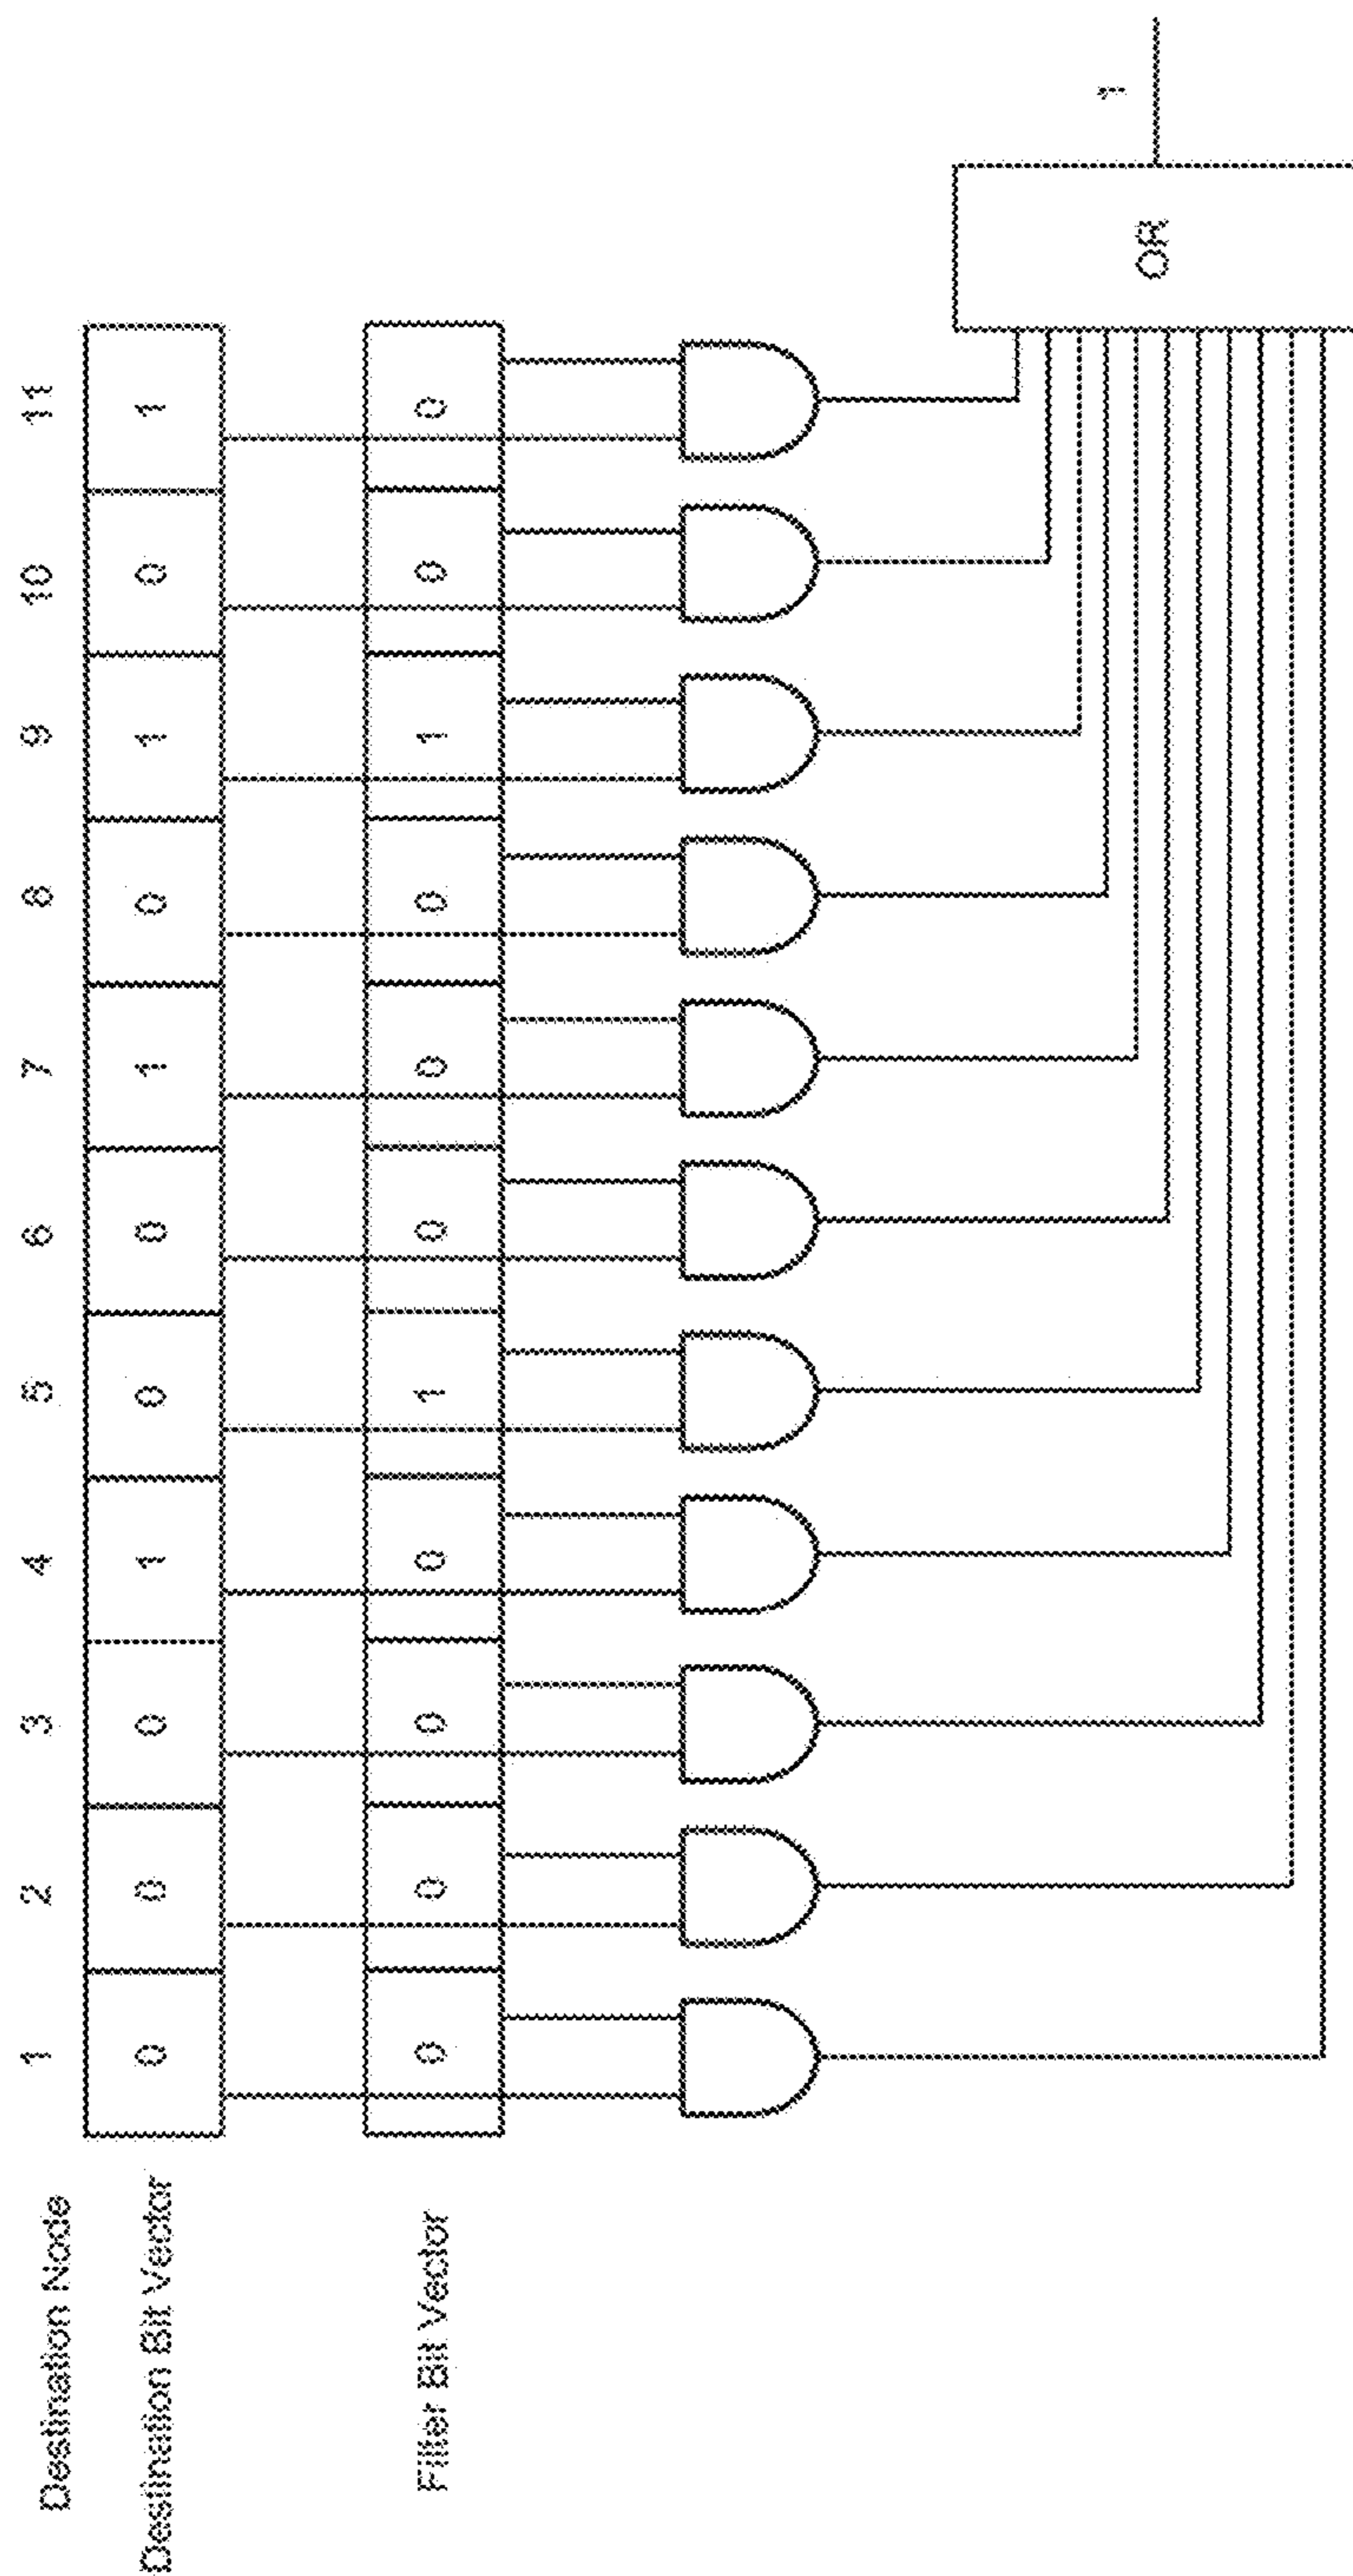 Destination Node 1 2 3 4 5 6 7 8 9 10 11
Destination Bit Vector 0 0 0 1 0 0 1 0 1 0 1
Filter Bit Vector 0 0 0 0 1 0 0 0 1 0 0
OR
1